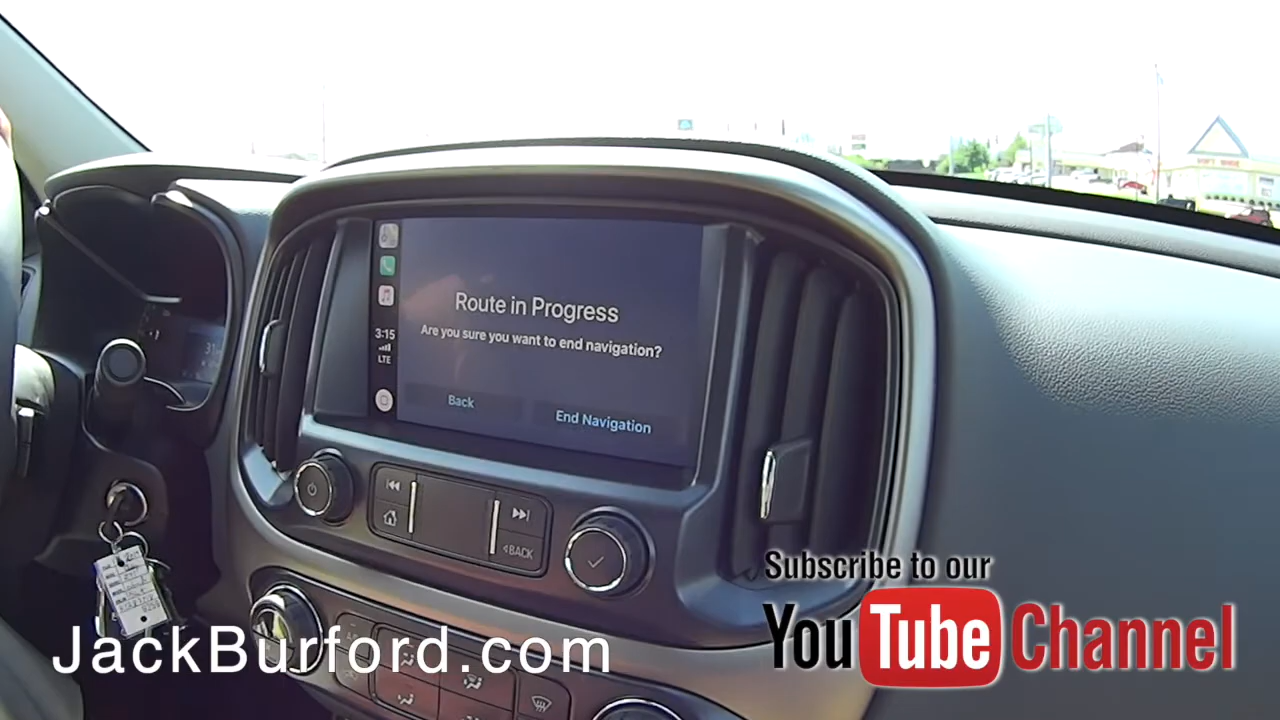 Route in Progress
Are you sure you want to end navigation?
3:15
LTE
Back
End Navigation
BACK
Subscribe to our
YouTube Channel
JackBurford.com